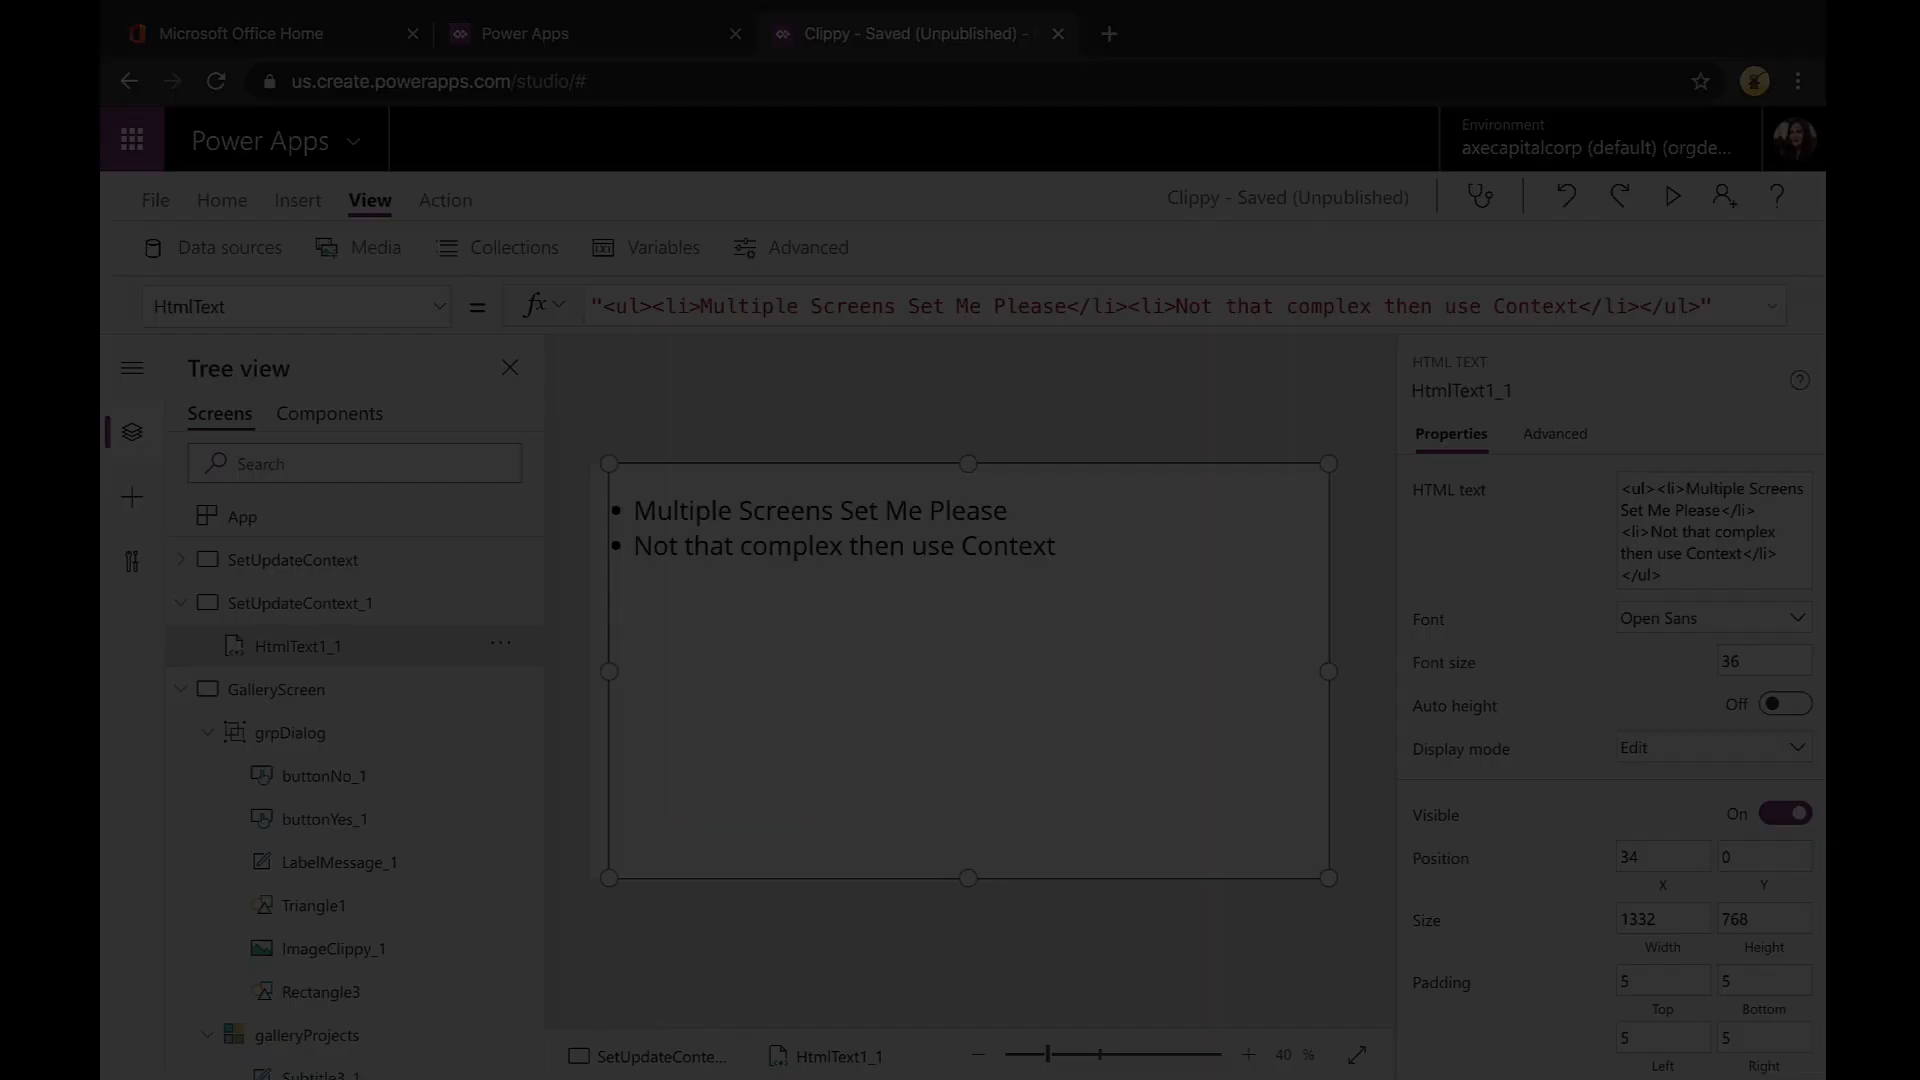 Microsoft Office Home
Power Apps
Clippy - Saved (Unpublished) -
us.create.powerapps.com/studio/#
Power Apps
Environment
axecapitalcorp (default) (orgde...
File Home Insert View Action
Clippy - Saved (Unpublished)
Data sources Media Collections Variables Advanced
HtmlText = fx "<ul><li>Multiple Screens Set Me Please</li><li>Not that complex then use Context</li></ul>"
Tree view
Screens Components
Search
App
SetUpdateContext
SetUpdateContext_1
HtmlText1_1
GalleryScreen
grpDialog
buttonNo_1
buttonYes_1
LabelMessage_1
Triangle1
ImageClippy_1
Rectangle3
galleryProjects
Subtitle3_1
• Multiple Screens Set Me Please
• Not that complex then use Context
SetUpdateConte... HtmlText1_1 40 %
HTML TEXT
HtmlText1_1
Properties Advanced
HTML text
<ul><li>Multiple Screens
Set Me Please</li>
<li>Not that complex
then use Context</li>
</ul>
Font Open Sans
Font size 36
Auto height Off
Display mode Edit
Visible On
Position 34 0
X Y
Size 1332 768
Width Height
Padding 5 5
Top Bottom
5 5
Left Right